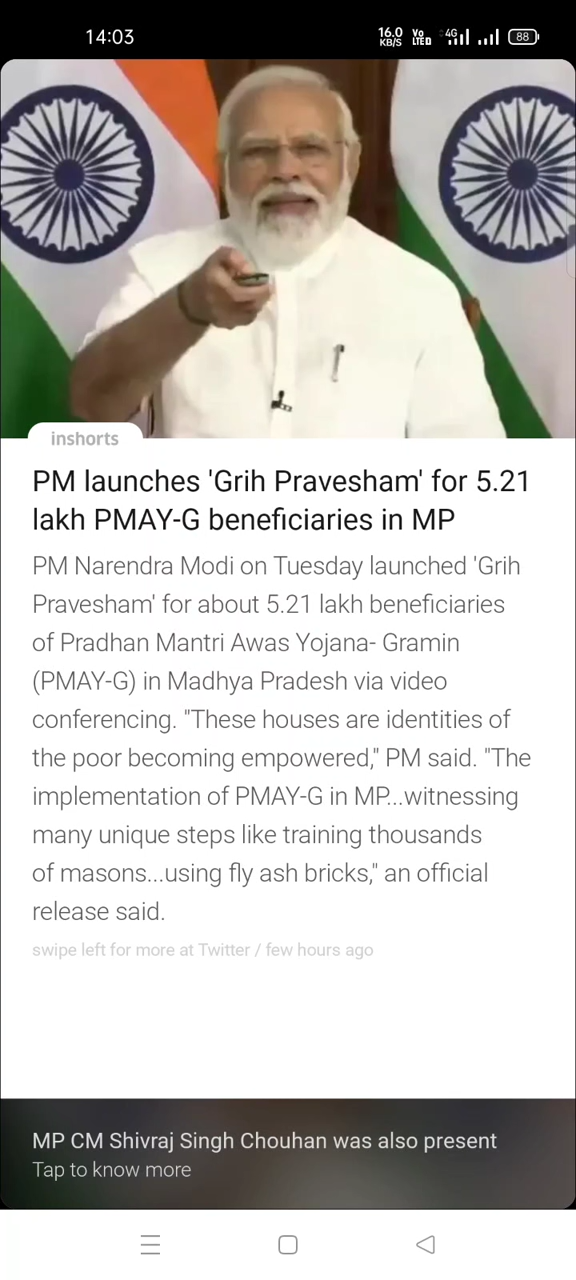 14:03
16.0 KB/S Vo LTE D 4G 88
inshorts
PM launches 'Grih Pravesham' for 5.21
lakh PMAY-G beneficiaries in MP
PM Narendra Modi on Tuesday launched 'Grih
Pravesham' for about 5.21 lakh beneficiaries
of Pradhan Mantri Awas Yojana- Gramin
(PMAY-G) in Madhya Pradesh via video
conferencing. "These houses are identities of
the poor becoming empowered," PM said. "The
implementation of PMAY-G in MP...witnessing
many unique steps like training thousands
of masons...using fly ash bricks," an official
release said.
swipe left for more at Twitter / few hours ago
MP CM Shivraj Singh Chouhan was also present
Tap to know more